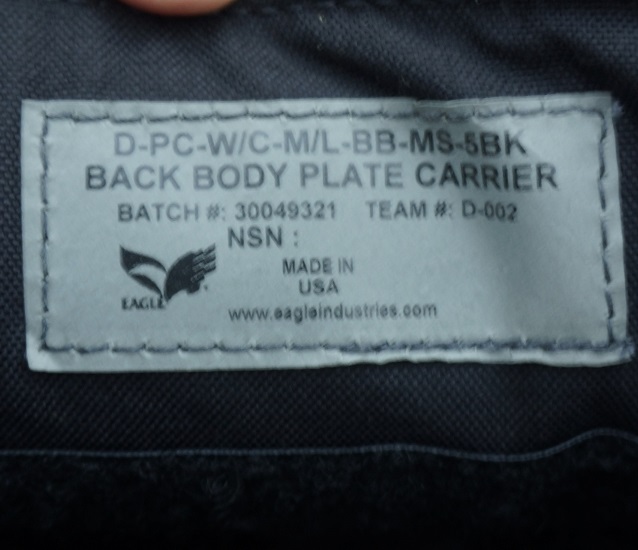 D-PC-W/C-M/L-BB-MS-5BK
BACK BODY PLATE CARRIER
BATCH #: 30049321 TEAM #: D-002
NSN :
MADE IN
USA
EAGLE
www.eagleindustries.com